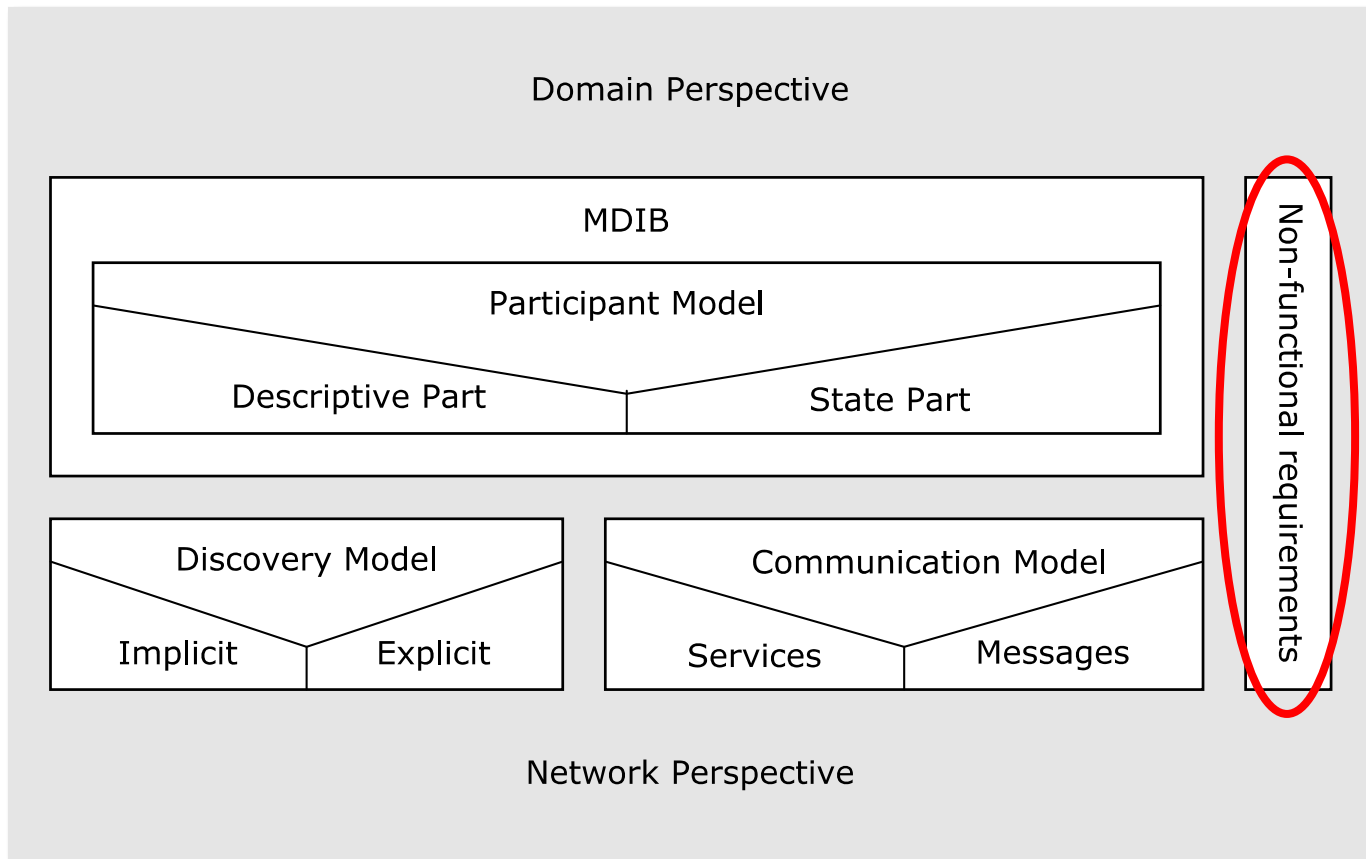 Domain Perspective
MDIB
Participant Model
Descriptive Part
State Part
Non-functional requirements
Discovery Model
Implicit
Explicit
Communication Model
Services
Messages
Network Perspective